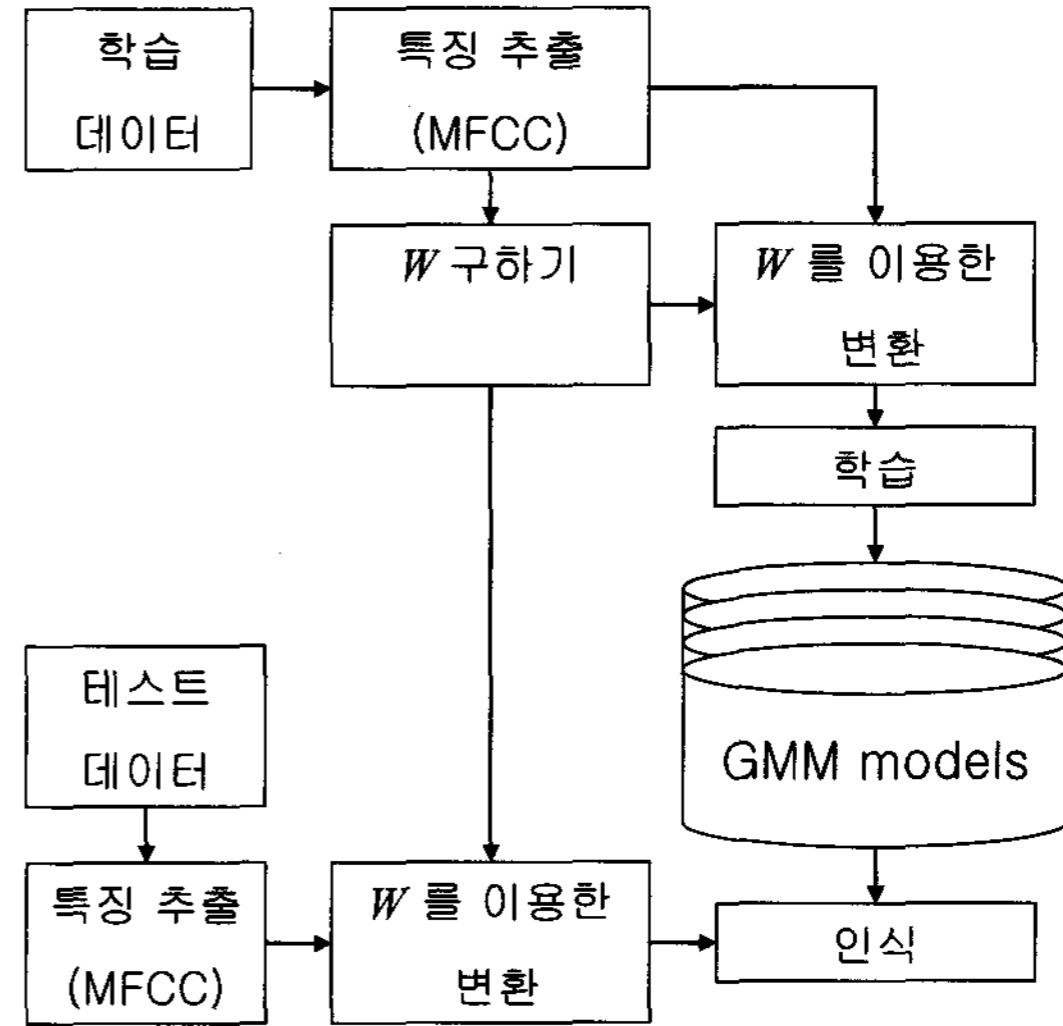 학습
데이터
특징 추출
(MFCC)
W 구하기
W 를 이용한
변환
학습
GMM models
테스트
데이터
특징 추출
(MFCC)
W 를 이용한
변환
인식